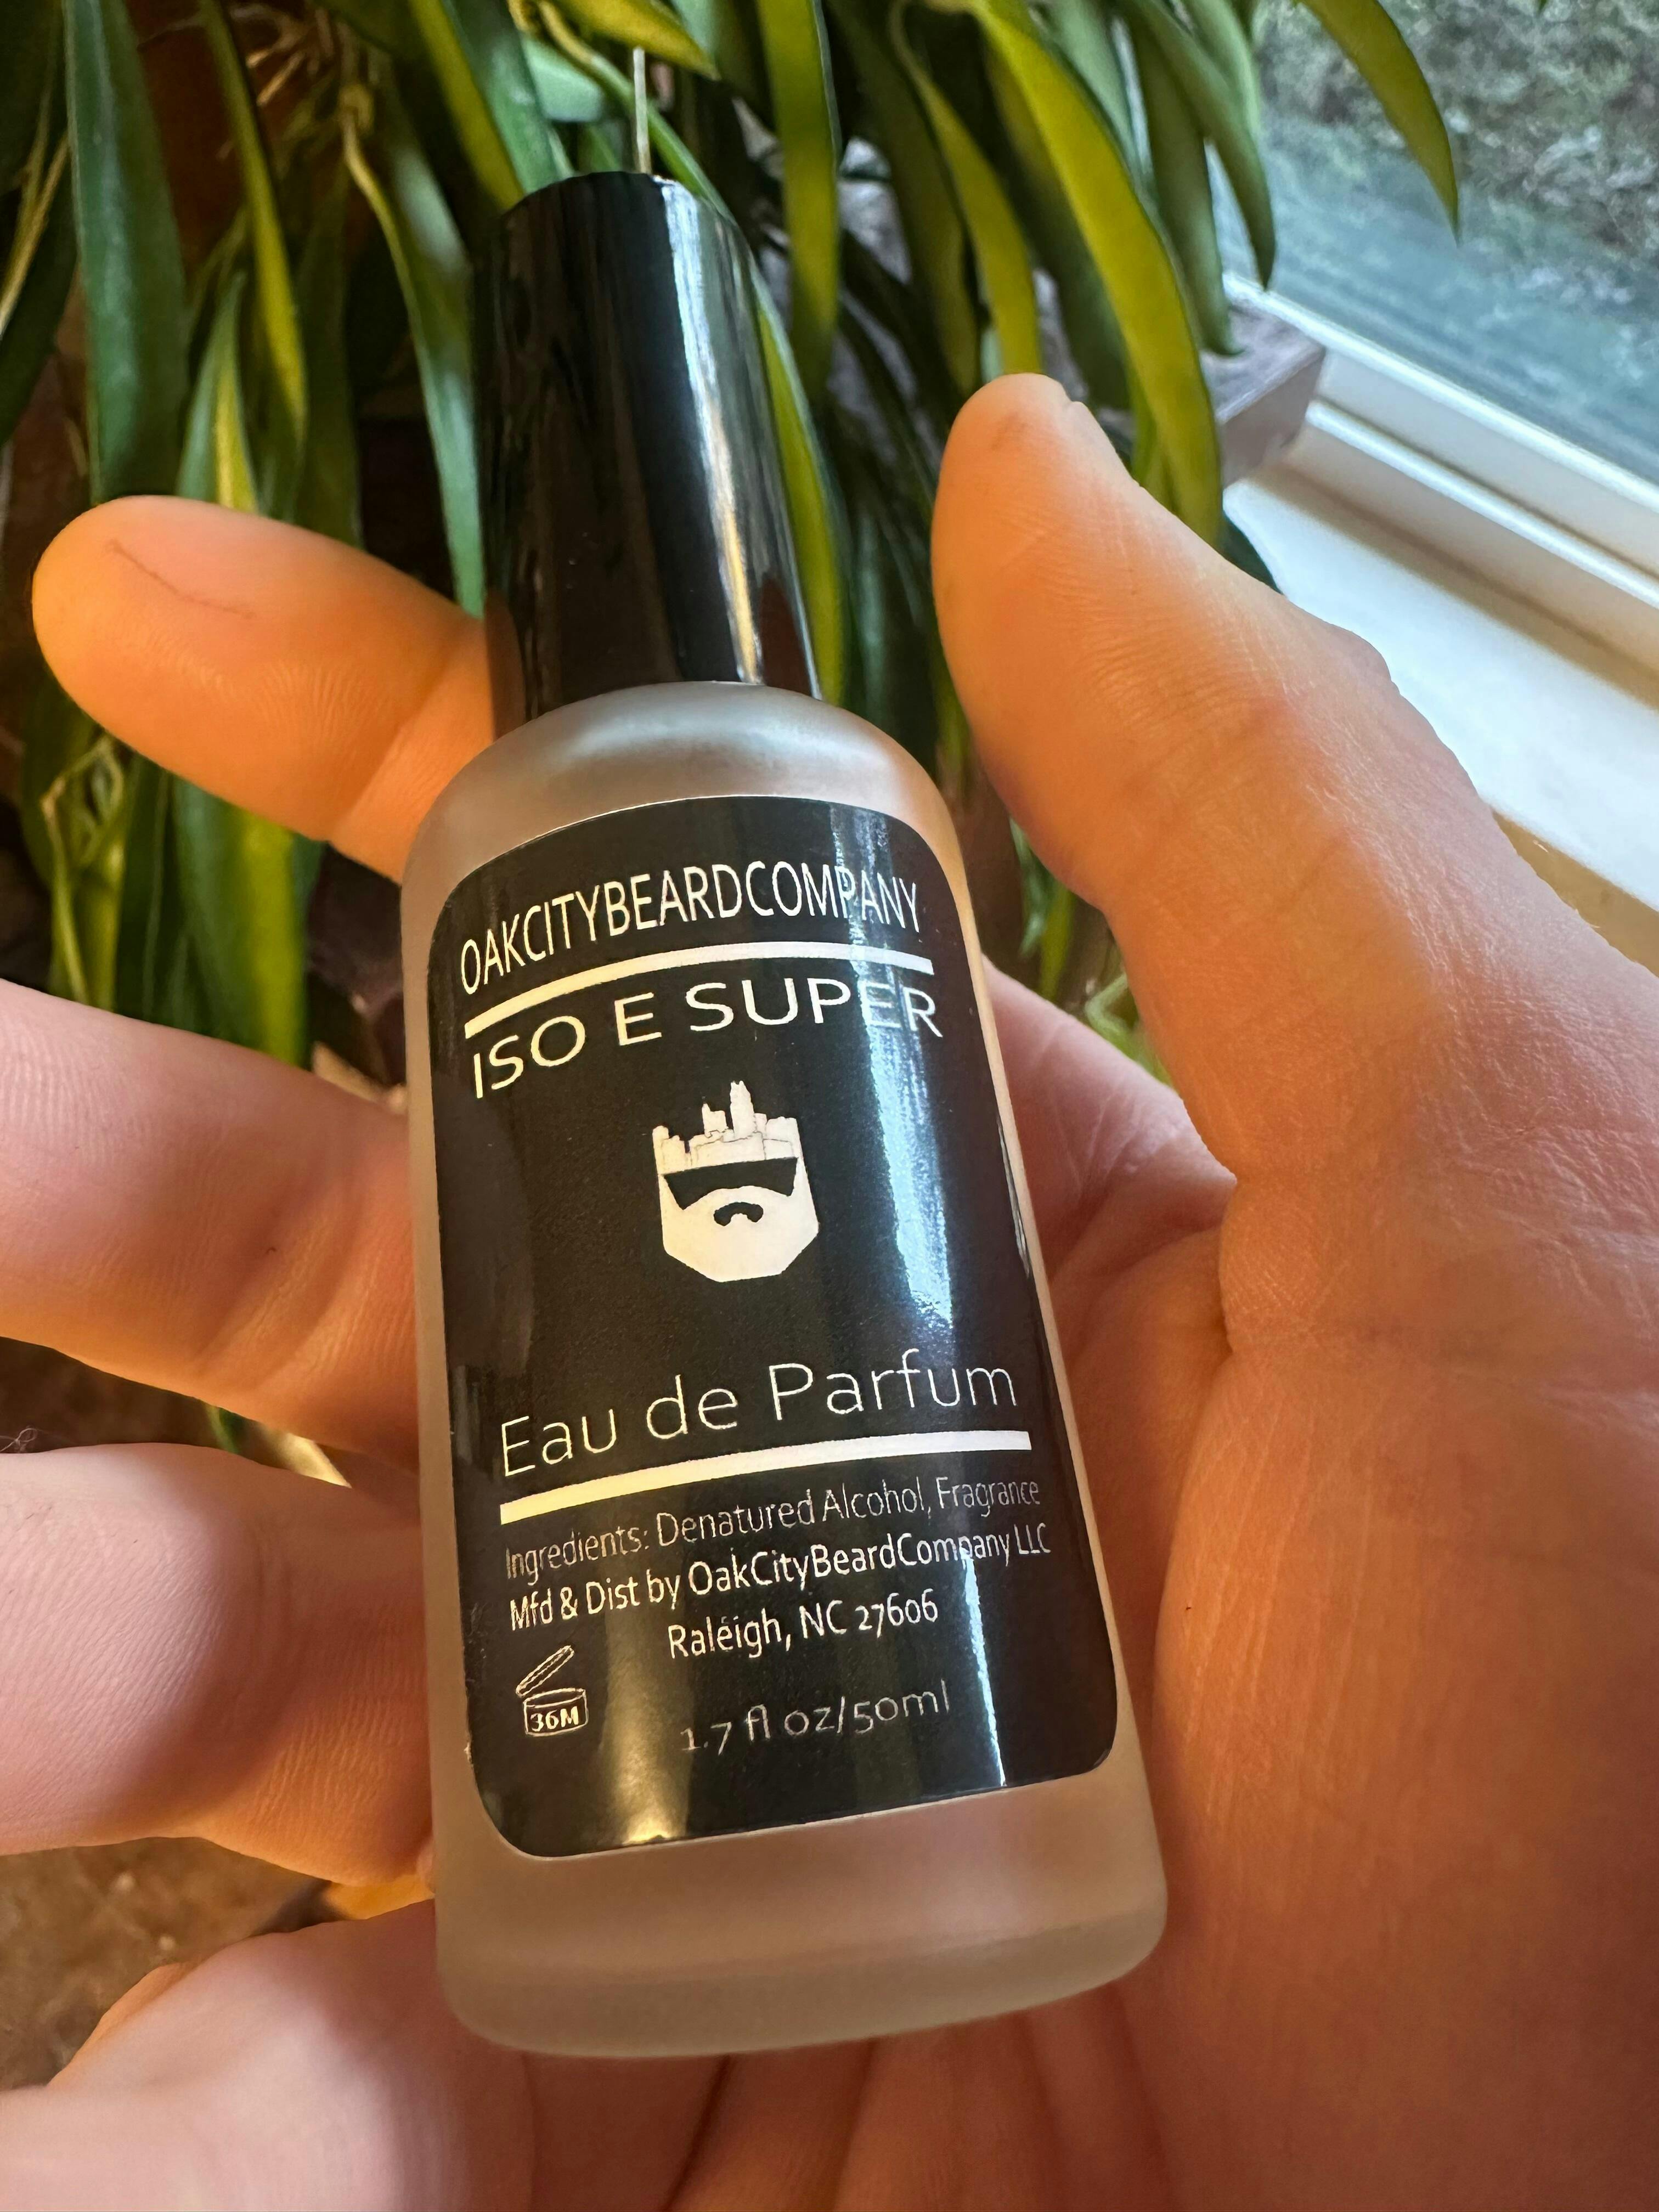 OAKCITYBEARDCOMPANY
ISO E SUPER
Eau de Parfum
Ingredients: Denatured Alcohol, Fragrance
Mfd & Dist by OakCityBeardCompany LLC
Raleigh, NC 27606
36M
1.7 fl oz/50ml